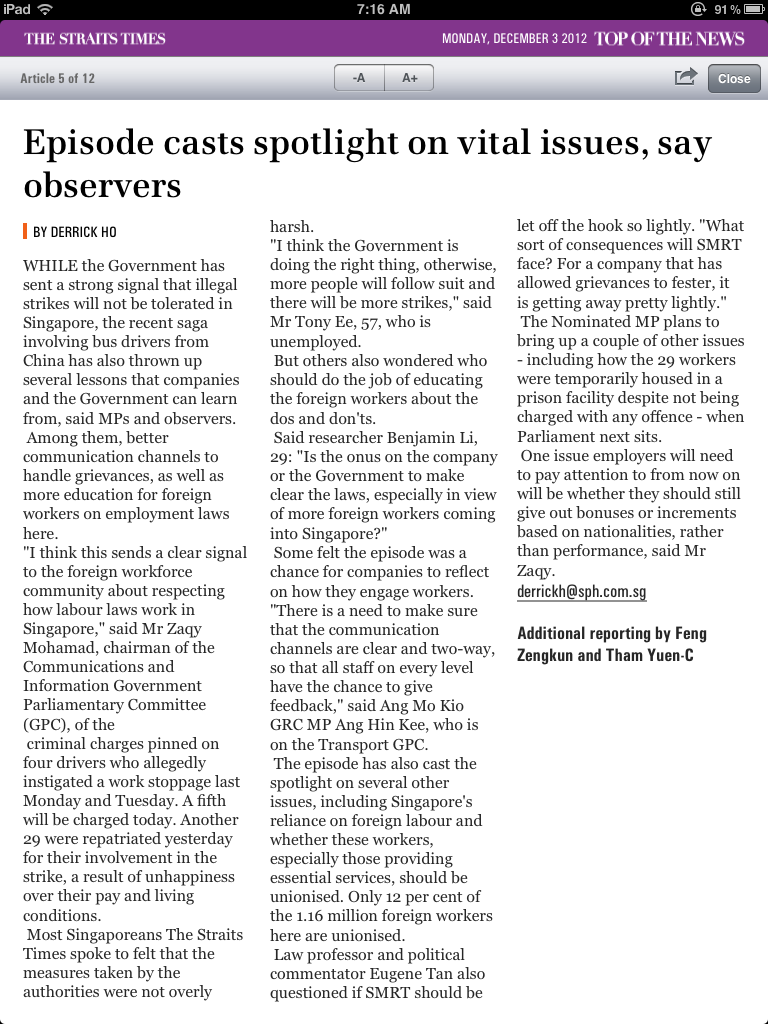 iPad
7:16 AM
91%
THE STRAITS TIMES
MONDAY, DECEMBER 3 2012 TOP OF THE NEWS
Article 5 of 12
-A
A+
Close
Episode casts spotlight on vital issues, say
observers
BY DERRICK HO
WHILE the Government has
sent a strong signal that illegal
strikes will not be tolerated in
Singapore, the recent saga
involving bus drivers from
China has also thrown up
several lessons that companies
and the Government can learn
from, said MPs and observers.
Among them, better
communication channels to
handle grievances, as well as
more education for foreign
workers on employment laws
here.
"I think this sends a clear signal
to the foreign workforce
community about respecting
how labour laws work in
Singapore," said Mr Zaqy
Mohamad, chairman of the
Communications and
Information Government
Parliamentary Committee
(GPC), of the
criminal charges pinned on
four drivers who allegedly
instigated a work stoppage last
Monday and Tuesday. A fifth
will be charged today. Another
29 were repatriated yesterday
for their involvement in the
strike, a result of unhappiness
over their pay and living
conditions.
Most Singaporeans The Straits
Times spoke to felt that the
measures taken by the
authorities were not overly
harsh.
"I think the Government is
doing the right thing, otherwise,
more people will follow suit and
there will be more strikes," said
Mr Tony Ee, 57, who is
unemployed.
But others also wondered who
should do the job of educating
the foreign workers about the
dos and don'ts.
Said researcher Benjamin Li,
29: "Is the onus on the company
or the Government to make
clear the laws, especially in view
of more foreign workers coming
into Singapore?"
Some felt the episode was a
chance for companies to reflect
on how they engage workers.
"There is a need to make sure
that the communication
channels are clear and two-way,
so that all staff on every level
have the chance to give
feedback," said Ang Mo Kio
GRC MP Ang Hin Kee, who is
on the Transport GPC.
The episode has also cast the
spotlight on several other
issues, including Singapore's
reliance on foreign labour and
whether these workers,
especially those providing
essential services, should be
unionised. Only 12 per cent of
the 1.16 million foreign workers
here are unionised.
Law professor and political
commentator Eugene Tan also
questioned if SMRT should be
let off the hook so lightly. "What
sort of consequences will SMRT
face? For a company that has
allowed grievances to fester, it
is getting away pretty lightly."
The Nominated MP plans to
bring up a couple of other issues
- including how the 29 workers
were temporarily housed in a
prison facility despite not being
charged with any offence - when
Parliament next sits.
One issue employers will need
to pay attention to from now on
will be whether they should still
give out bonuses or increments
based on nationalities, rather
than performance, said Mr
Zaqy.
derrickh@sph.com.sg
Additional reporting by Feng
Zengkun and Tham Yuen-C